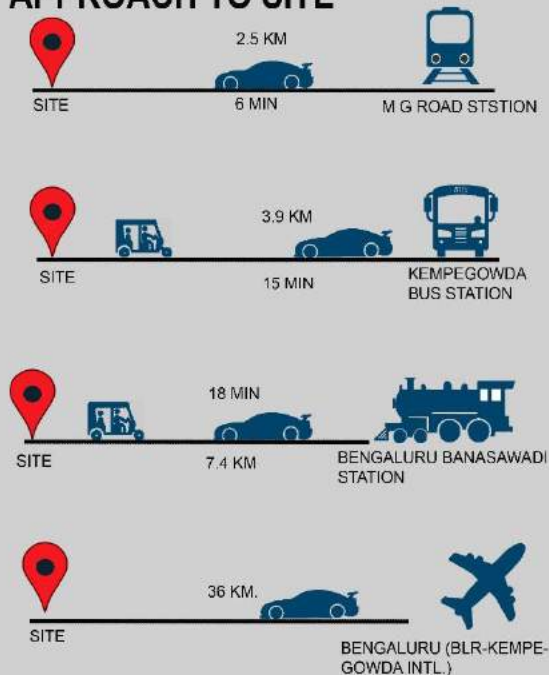 APPROACH TO SITE
2.5 KM
SITE
6 MIN
M G ROAD STSTION
3.9 KM
SITE
15 MIN
KEMPEGOWDA
BUS STATION
18 MIN
SITE
7.4 KM
BENGALURU BANASAWADI
STATION
36 KM.
SITE
BENGALURU (BLR-KEMPE-
GOWDA INTL.)